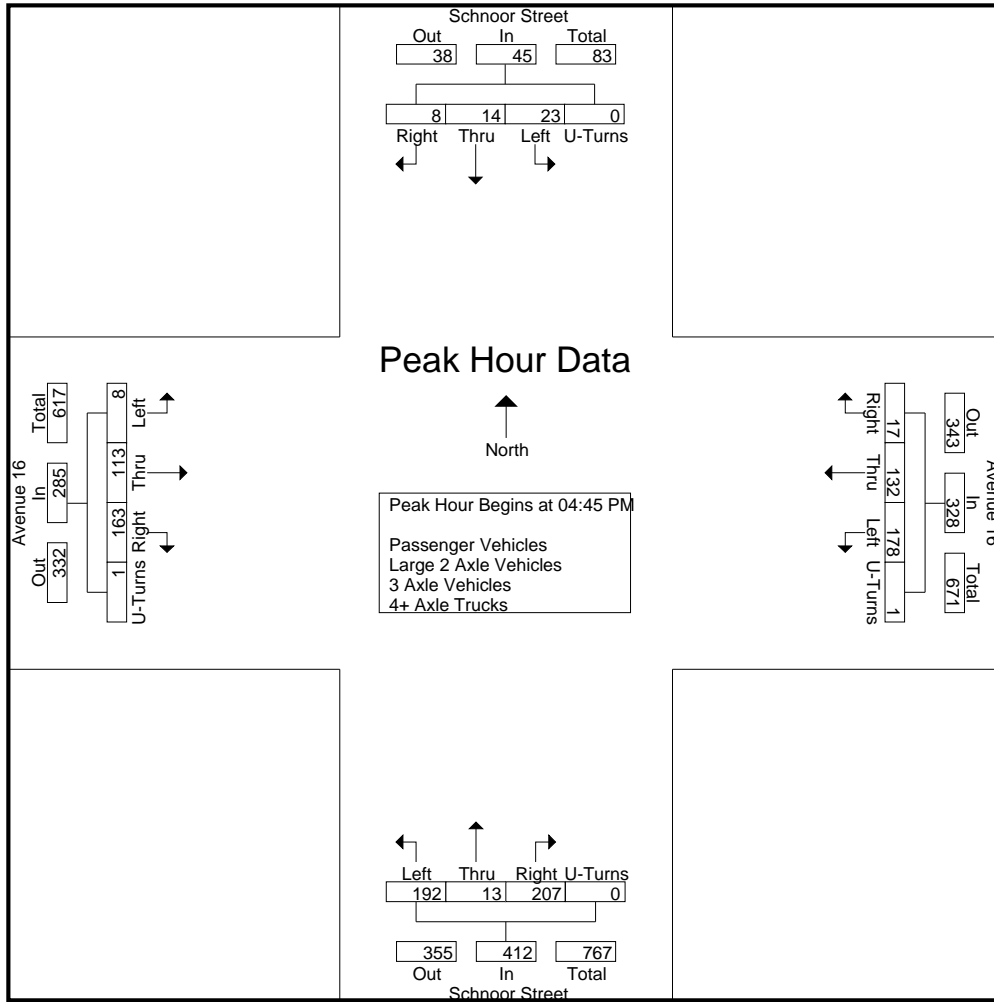 Schnoor Street
Out In Total
38 45 83
8 14 23 0
Right Thru Left U-Turns
Peak Hour Data
North
Peak Hour Begins at 04:45 PM
Passenger Vehicles
Large 2 Axle Vehicles
3 Axle Vehicles
4+ Axle Trucks
Avenue 16
Out In Total
332 285 617
1 163 113 8
U-Turns Right Thru Left
Avenue 16
Out In Total
343 328 671
17 132 178 1
Right Thru Left U-Turns
Left Thru Right U-Turns
192 13 207 0
355 412 767
Out In Total
Schnoor Street